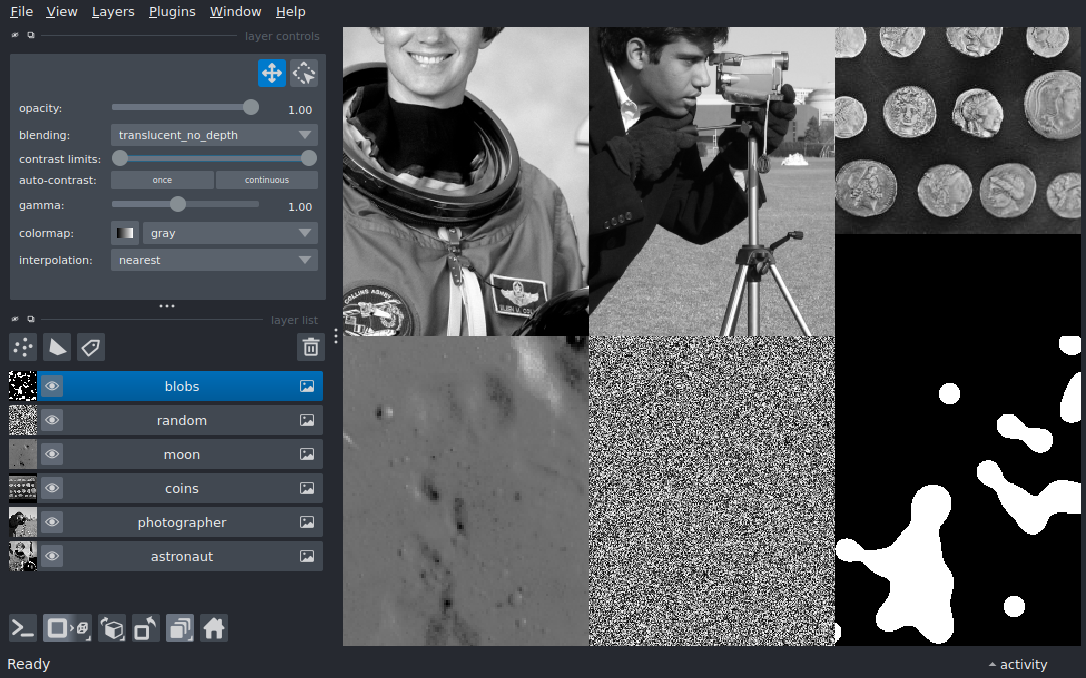 File View Layers Plugins Window Help
layer controls
opacity: 1.00
blending: translucent_no_depth
contrast limits:
auto-contrast: once continuous
gamma: 1.00
colormap: gray
interpolation: nearest
layer list
blobs
random
moon
coins
photographer
astronaut
Ready
activity